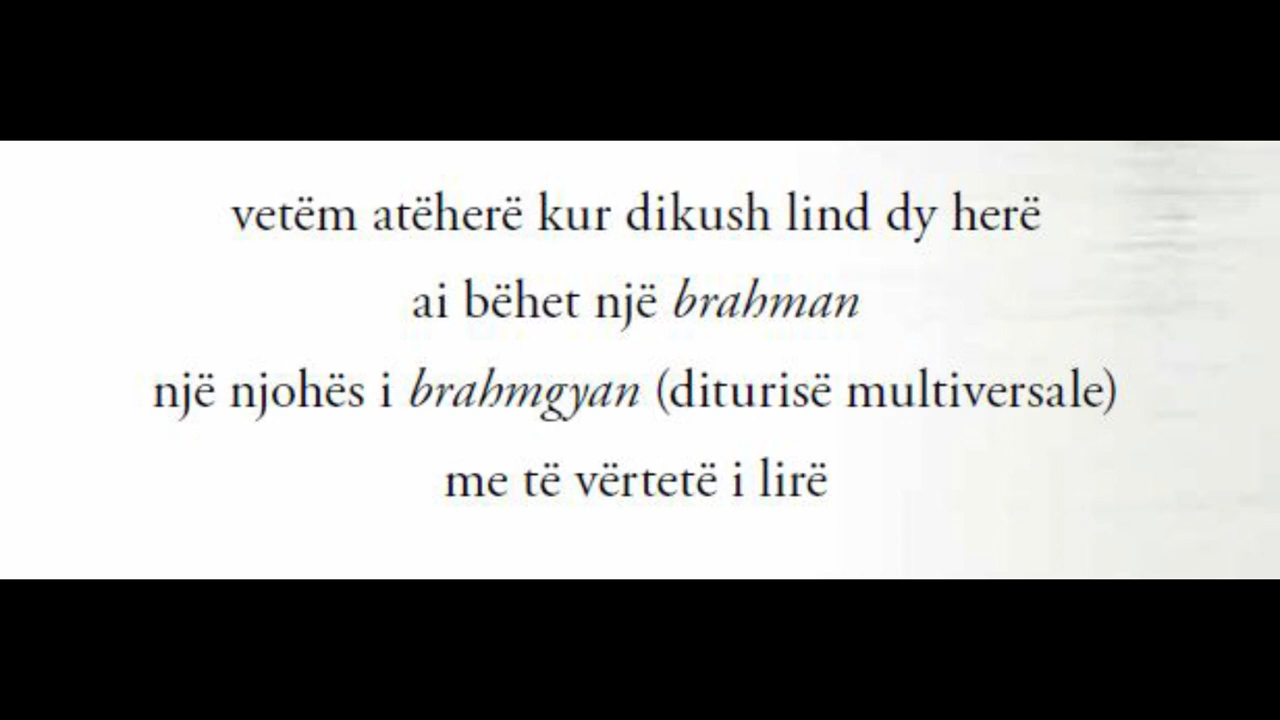 vetëm atëherë kur dikush lind dy herë
ai bëhet një brahman
një njohës i brahmgyan (diturisë multiversale)
me të vërtetë i lirë